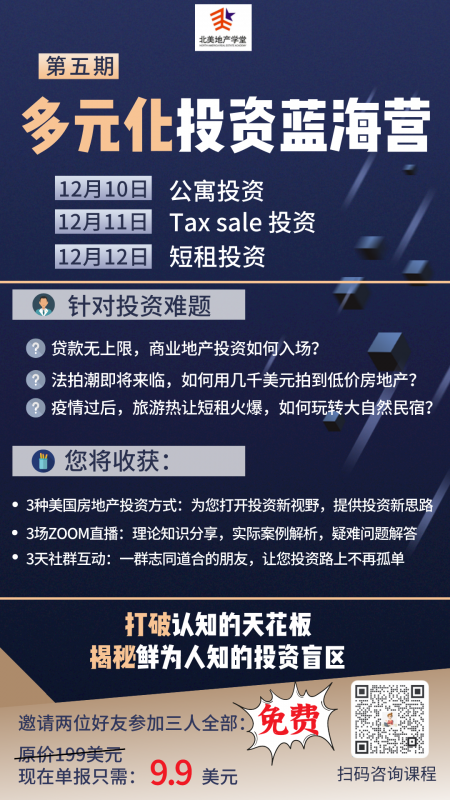 北美地产学堂
第五期
多元化投资蓝海营
12月10日 公寓投资
12月11日 Tax sale 投资
12月12日 短租投资
针对投资难题
? 贷款无上限，商业地产投资如何入场？
? 法拍潮即将来临，如何用几千美元拍到低价房地产？
? 疫情过后，旅游热让短租火爆，如何玩转大自然民宿？
您将收获：
• 3种美国房地产投资方式：为您打开投资新视野，提供投资新思路
• 3场ZOOM直播：理论知识分享，实际案例解析，疑难问题解答
• 3天社群互动：一群志同道合的朋友，让您投资路上不再孤单
打破认知的天花板
揭秘鲜为人知的投资盲区
邀请两位好友参加三人全部：免费
原价199美元
现在单报只需：9.9 美元
扫码咨询课程